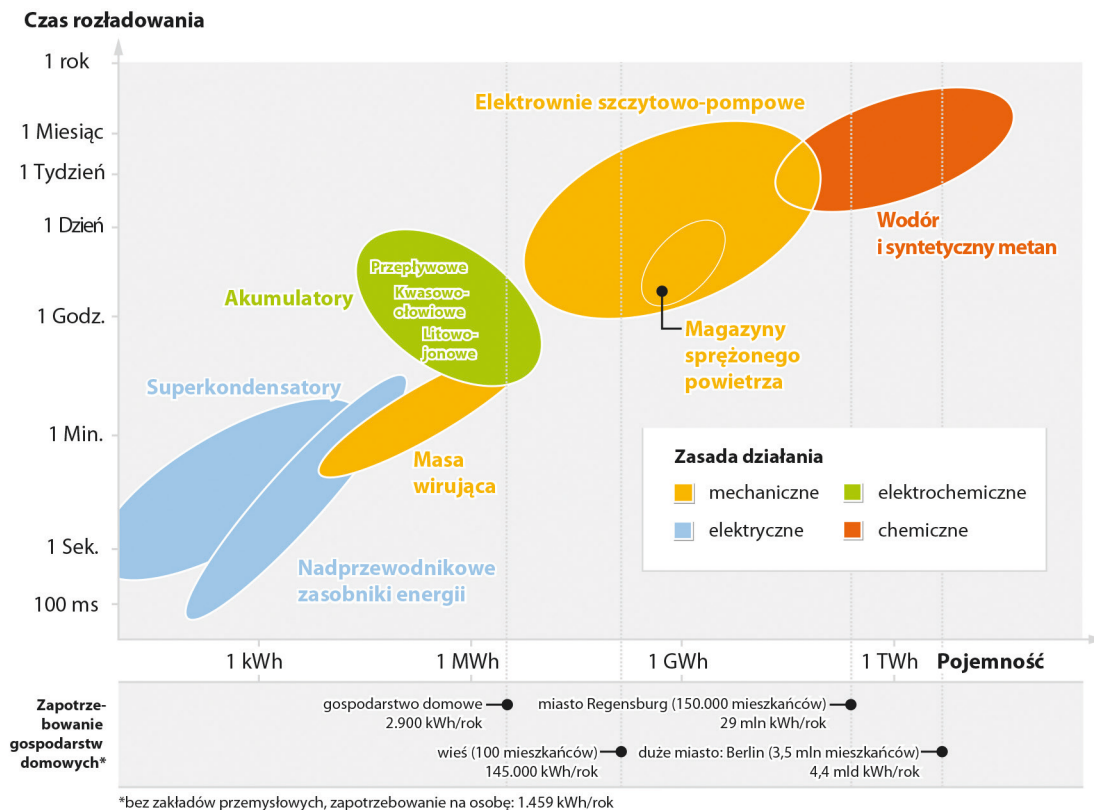 Czas rozładowania
1 rok
1 Miesiąc
1 Tydzień
1 Dzień
1 Godz.
1 Min.
1 Sek.
100 ms
Elektrownie szczytowo-pompowe
Wodór
i syntetyczny metan
Przepływowe
Kwasowo-
ołowiowe
Litowo-
jonowe
Akumulatory
Magazyny
sprężonego
powietrza
Superkondensatory
Masa
wirująca
Nadprzewodnikowe
zasobniki energii
Zasada działania
mechaniczne
elektrochemiczne
elektryczne
chemiczne
1 kWh
1 MWh
1 GWh
1 TWh
Pojemność
Zapotrze-
bowanie
gospodarstw
domowych*
gospodarstwo domowe
2.900 kWh/rok
miasto Regensburg (150.000 mieszkańców)
29 mln kWh/rok
wieś (100 mieszkańców)
145.000 kWh/rok
duże miasto: Berlin (3,5 mln mieszkańców)
4,4 mld kWh/rok
*bez zakładów przemysłowych, zapotrzebowanie na osobę: 1.459 kWh/rok